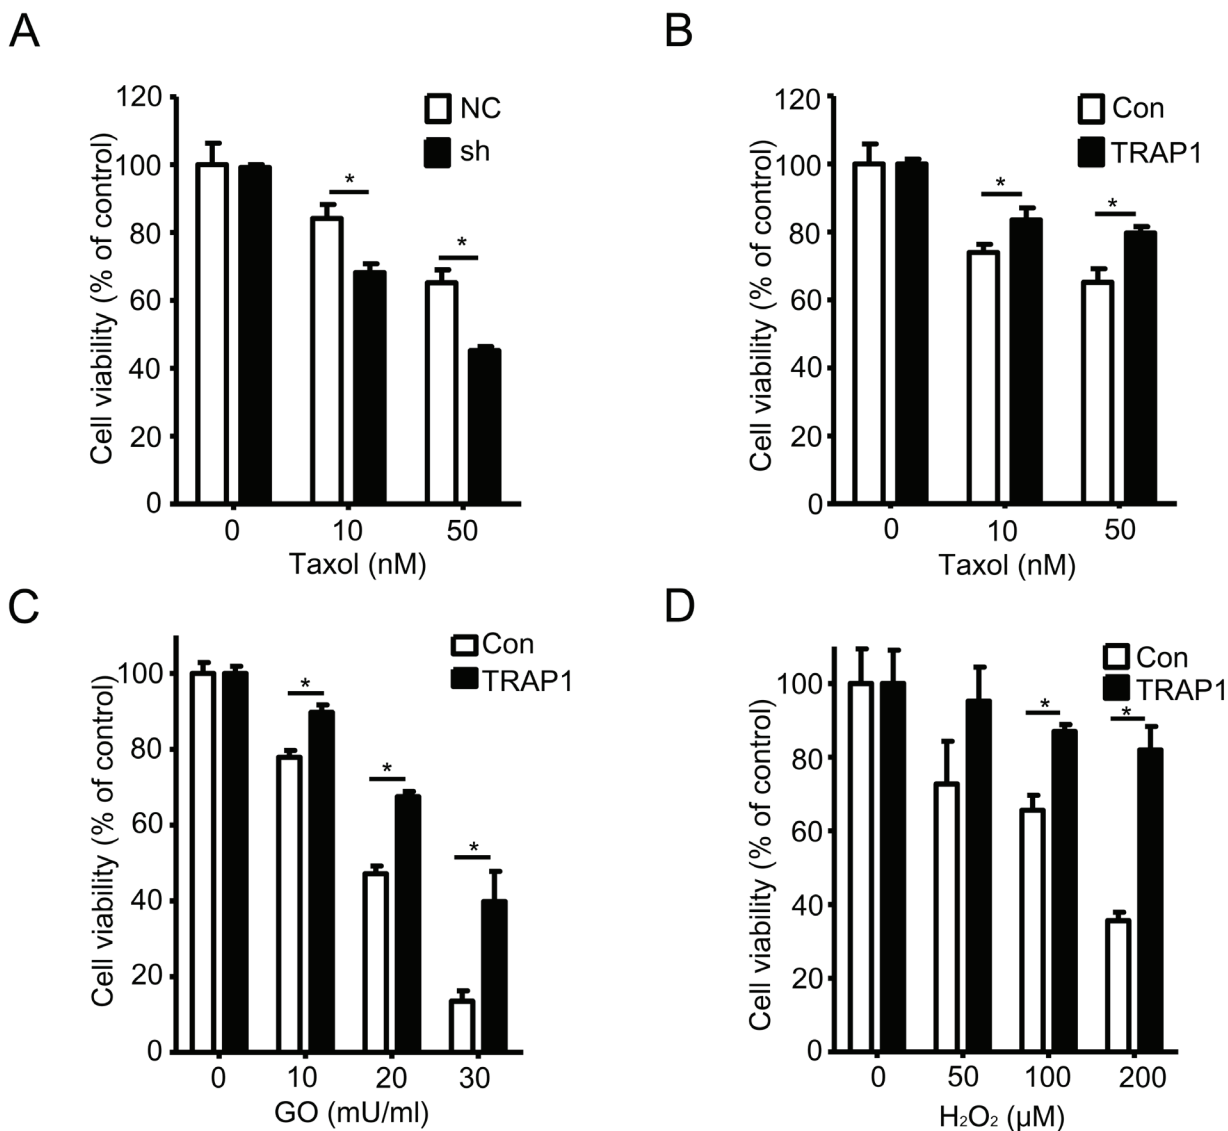 A
Cell viability (% of control)
120
100
80
60
40
20
0
NC
sh
*
*
0 10 50
Taxol (nM)
B
Cell viability (% of control)
120
100
80
60
40
20
0
Con
TRAP1
*
*
0 10 50
Taxol (nM)
C
Cell viability (% of control)
100
80
60
40
20
0
Con
TRAP1
*
*
*
0 10 20 30
GO (mU/ml)
D
Cell viability (% of control)
100
80
60
40
20
0
Con
TRAP1
*
*
0 50 100 200
H₂O₂ (μM)